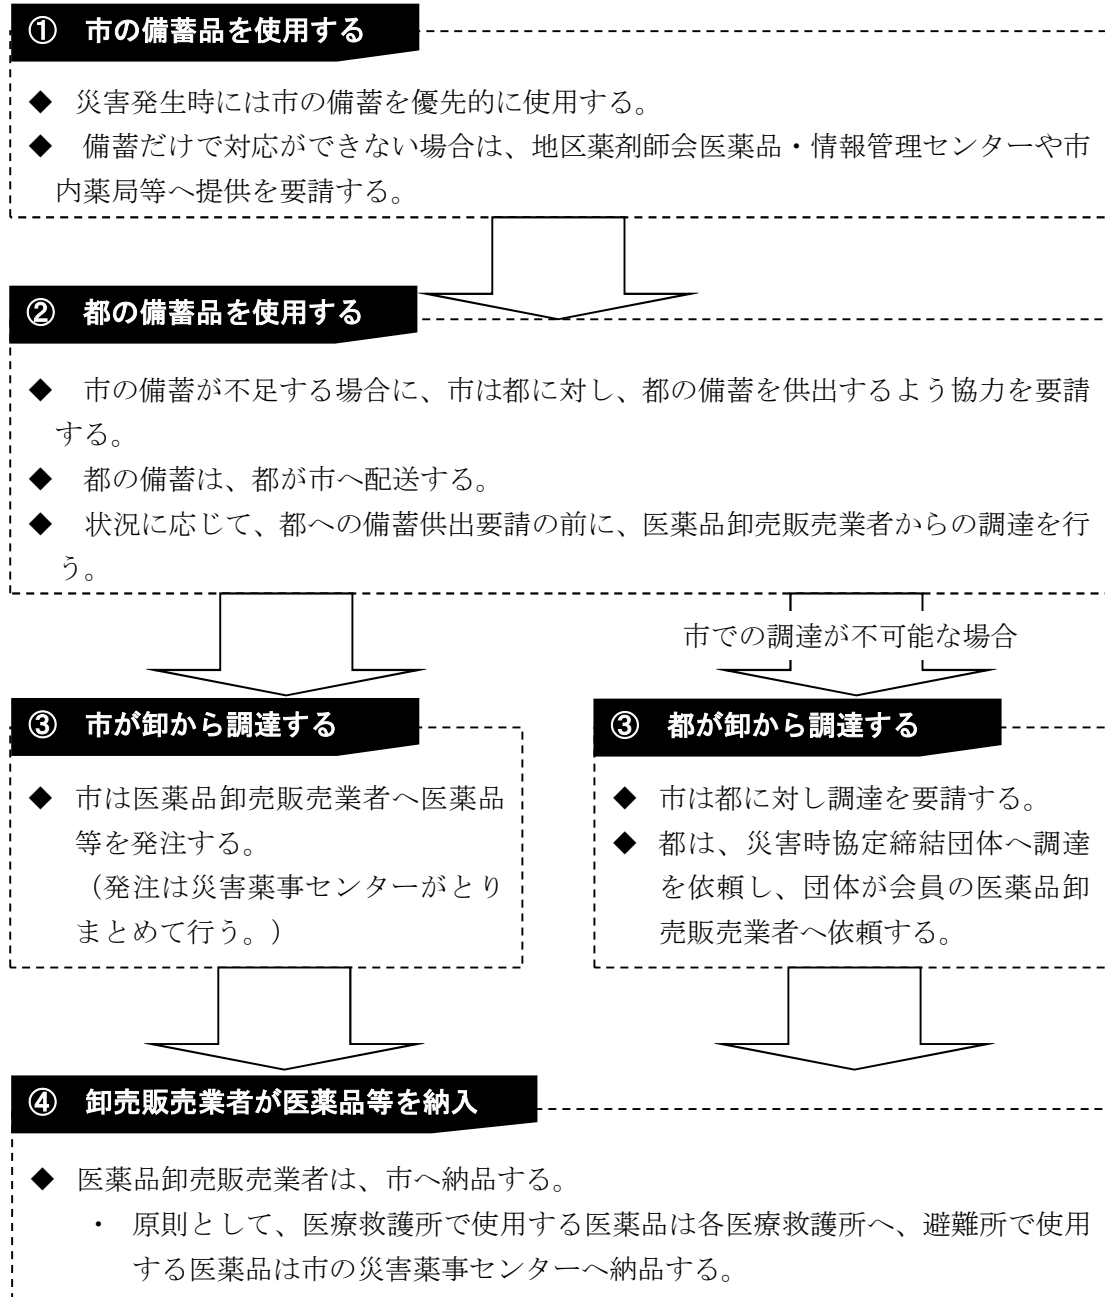 ① 市の備蓄品を使用する
◆ 災害発生時には市の備蓄を優先的に使用する。
◆ 備蓄だけで対応ができない場合は、地区薬剤師会医薬品・情報管理センターや市
内薬局等へ提供を要請する。
② 都の備蓄品を使用する
◆ 市の備蓄が不足する場合に、市は都に対し、都の備蓄を供出するよう協力を要請
する。
◆ 都の備蓄は、都が市へ配送する。
◆ 状況に応じて、都への備蓄供出要請の前に、医薬品卸売販売業者からの調達を行
う。
市での調達が不可能な場合
③ 市が卸から調達する
◆ 市は医薬品卸売販売業者へ医薬品
等を発注する。
（発注は災害薬事センターがとり
まとめて行う。）
③ 都が卸から調達する
◆ 市は都に対し調達を要請する。
◆ 都は、災害時協定締結団体へ調達
を依頼し、団体が会員の医薬品卸
売販売業者へ依頼する。
④ 卸売販売業者が医薬品等を納入
◆ 医薬品卸売販売業者は、市へ納品する。
・ 原則として、医療救護所で使用する医薬品は各医療救護所へ、避難所で使用
する医薬品は市の災害薬事センターへ納品する。